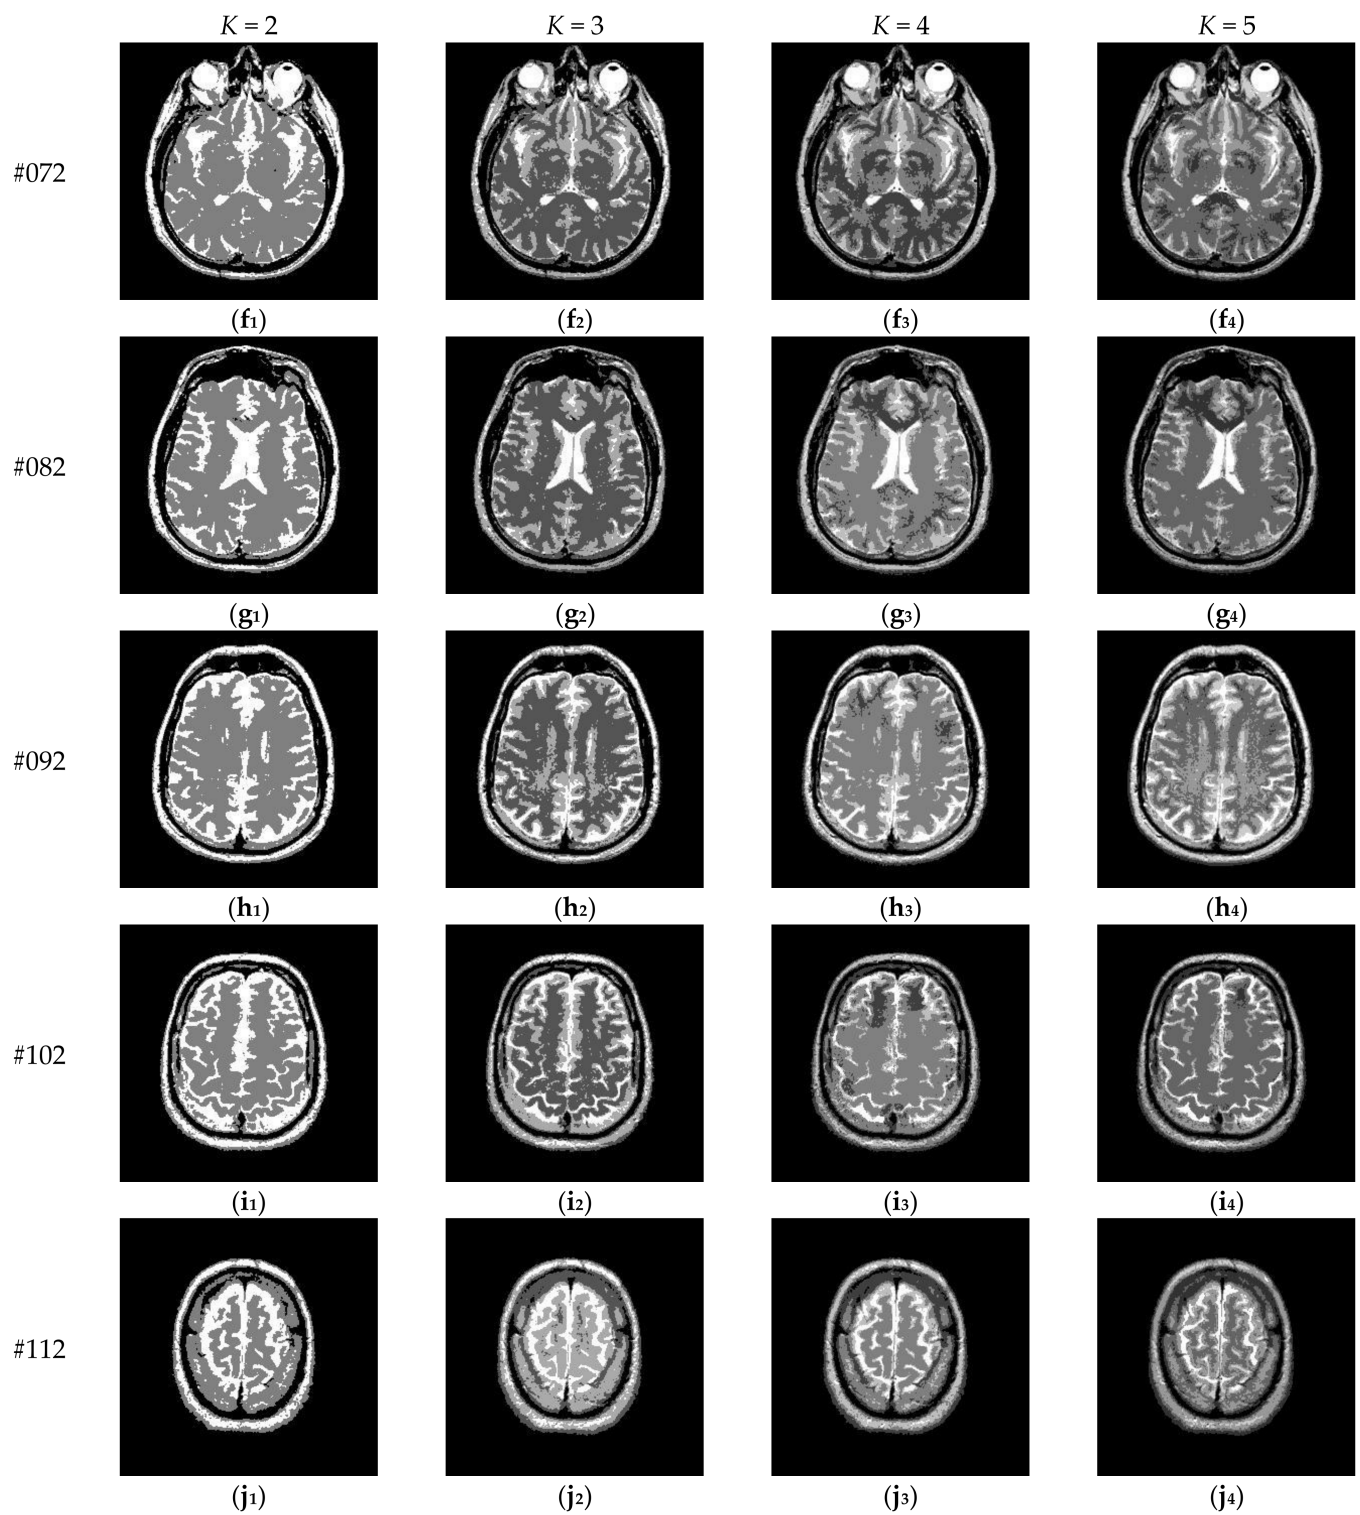 K = 2 K = 3 K = 4 K = 5
#072
(f1) (f2) (f3) (f4)
#082
(g1) (g2) (g3) (g4)
#092
(h1) (h2) (h3) (h4)
#102
(i1) (i2) (i3) (i4)
#112
(j1) (j2) (j3) (j4)